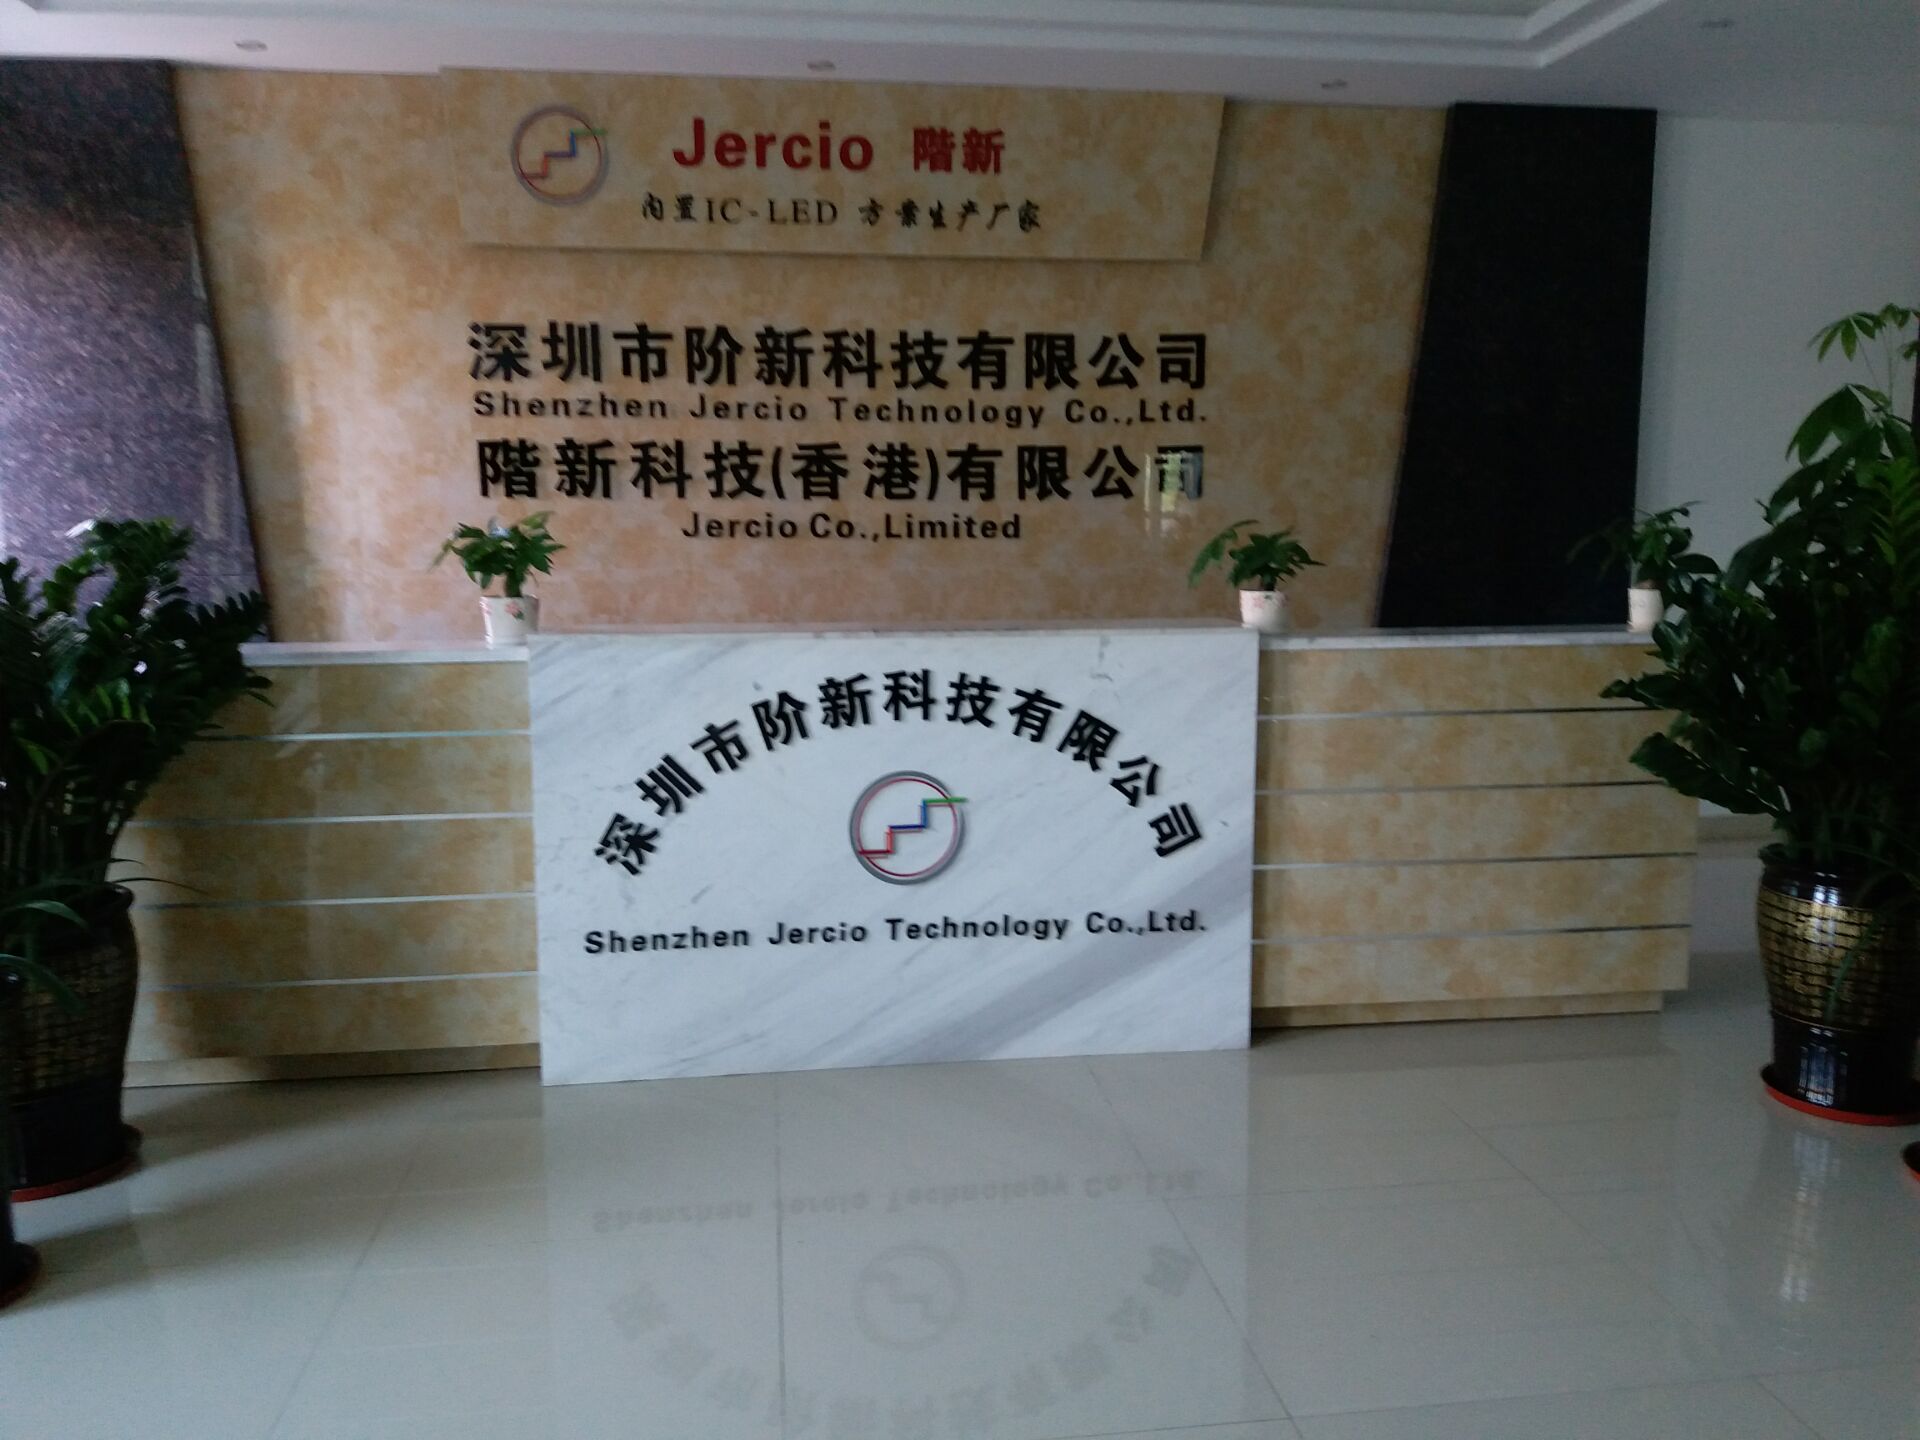 Jercio 階新
内置IC-LED 方案生产厂家
深圳市阶新科技有限公司
Shenzhen Jercio Technology Co.,Ltd.
階新科技(香港)有限公司
Jercio Co.,Limited
深圳市阶新科技有限公司
Shenzhen Jercio Technology Co.,Ltd.